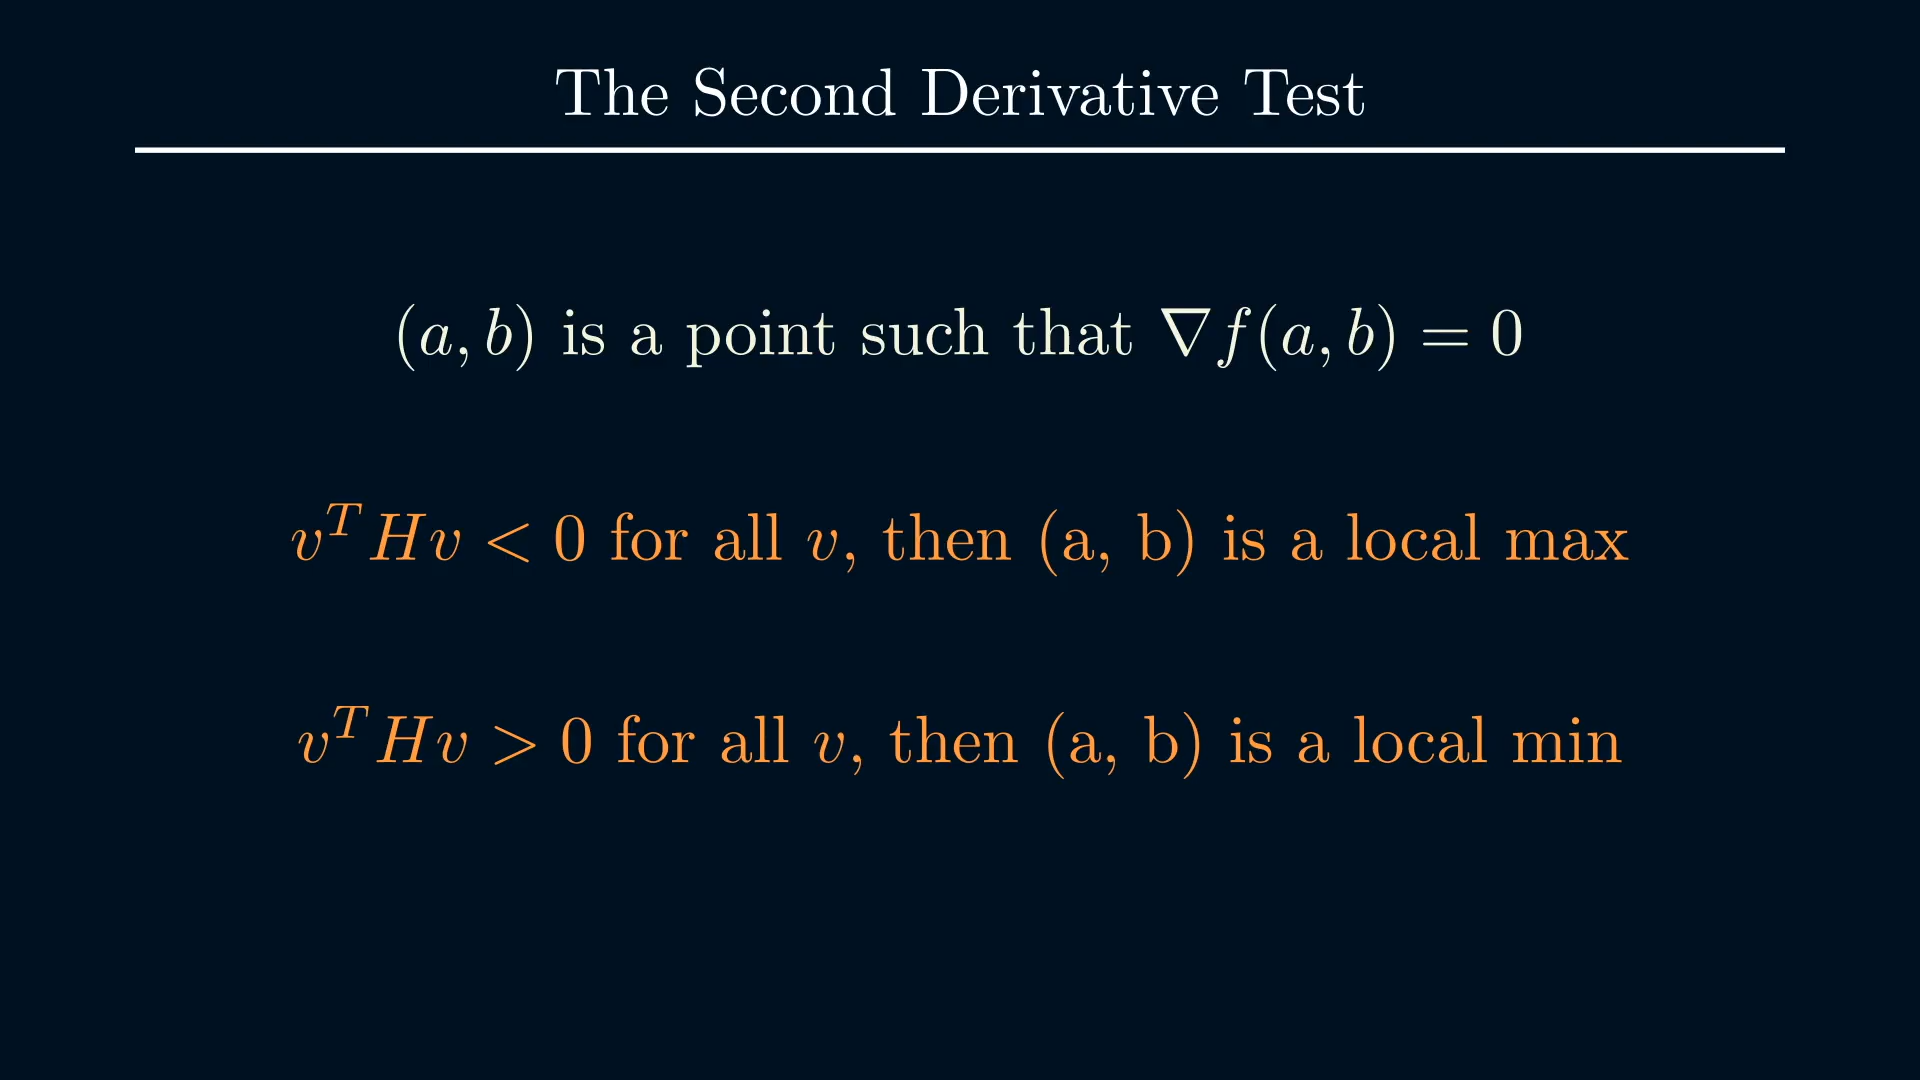 The Second Derivative Test
(a, b) is a point such that ∇f(a, b) = 0
v^T Hv < 0 for all v, then (a, b) is a local max
v^T Hv > 0 for all v, then (a, b) is a local min